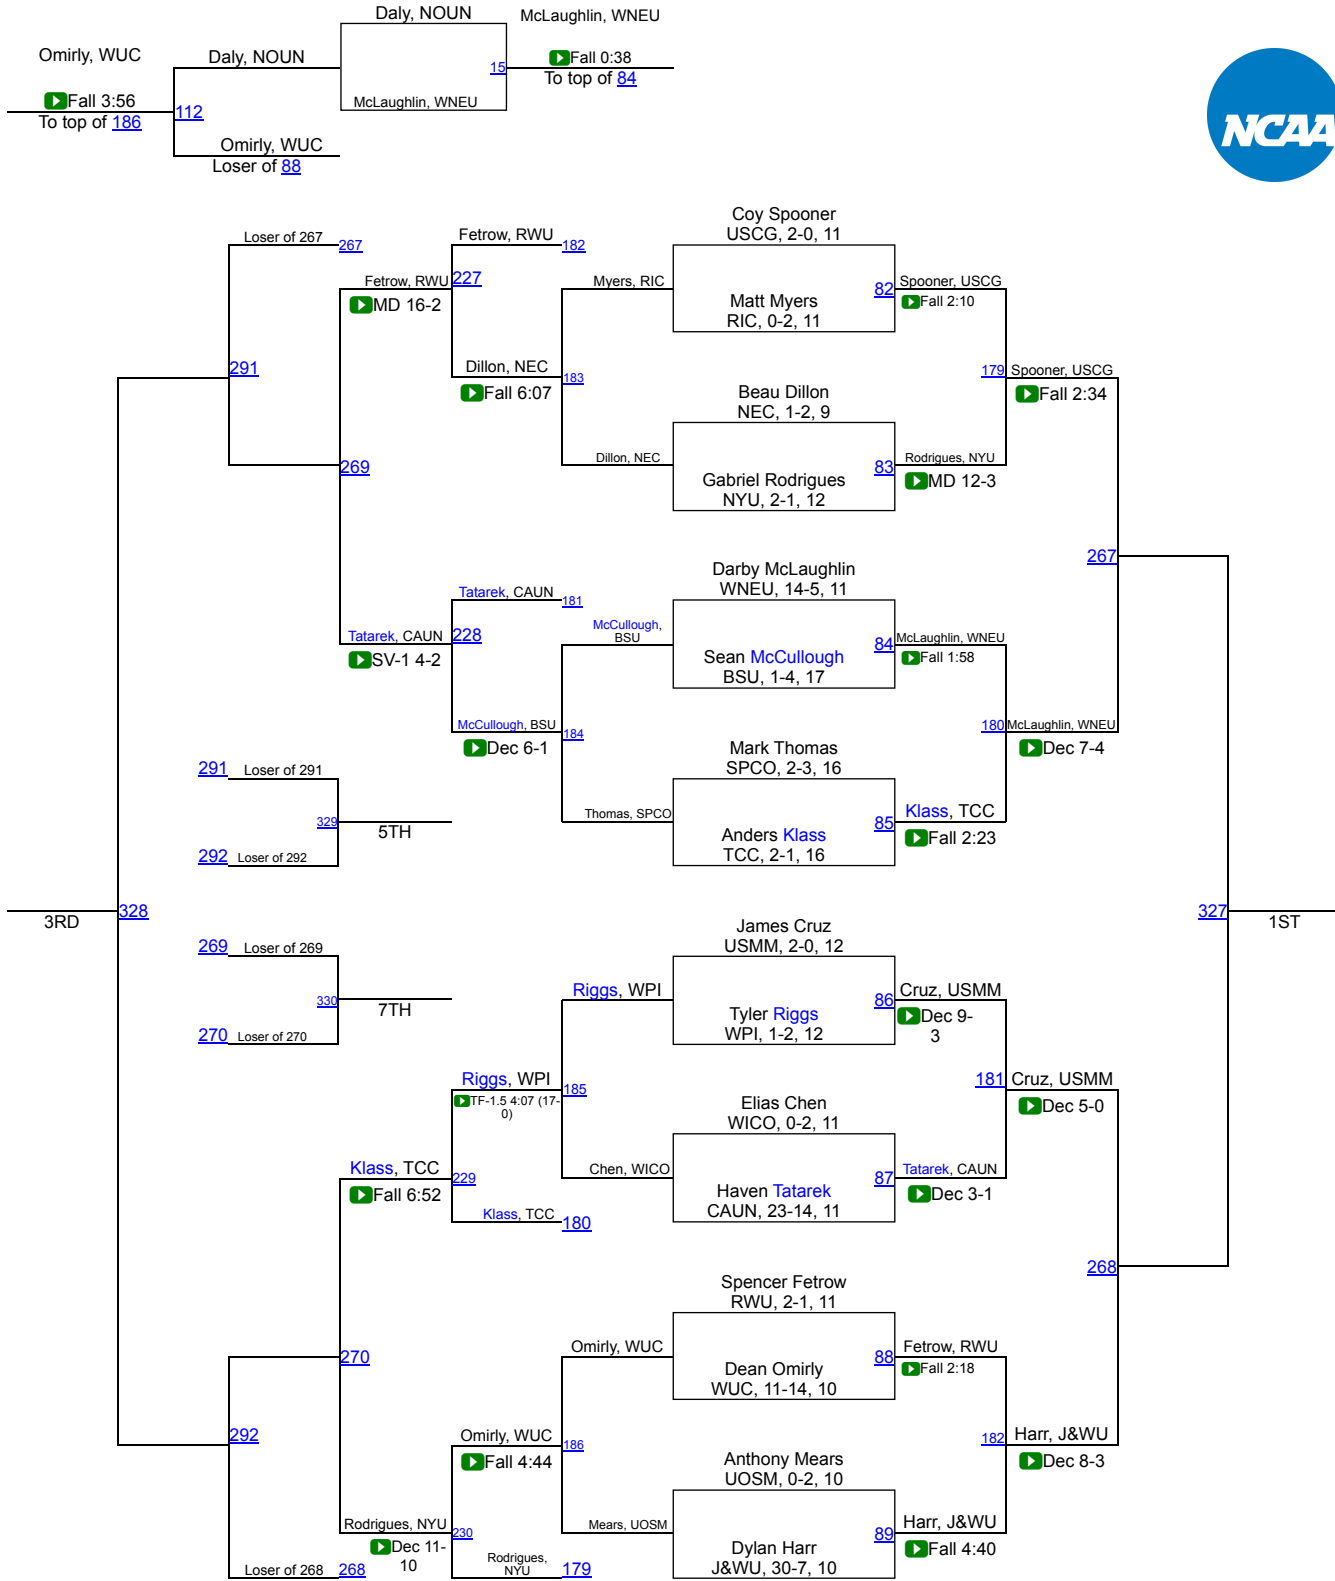 Daly, NOUN
McLaughlin, WNEU
Omirly, WUC
Daly, NOUN
Fall 0:38
15
To top of 84
Fall 3:56
McLaughlin, WNEU
To top of 186
112
Omirly, WUC
Loser of 88
NCAA
Coy Spooner
USCG, 2-0, 11
Loser of 267
267
Fetrow, RWU
182
Fetrow, RWU
227
Myers, RIC
82
Spooner, USCG
MD 16-2
Matt Myers
RIC, 0-2, 11
Fall 2:10
291
Dillon, NEC
183
179
Spooner, USCG
Fall 6:07
Beau Dillon
NEC, 1-2, 9
Fall 2:34
269
Dillon, NEC
83
Rodrigues, NYU
Gabriel Rodrigues
NYU, 2-1, 12
MD 12-3
267
Darby McLaughlin
WNEU, 14-5, 11
Tatarek, CAUN
181
McCullough,
BSU
Tatarek, CAUN
228
84
McLaughlin, WNEU
SV-1 4-2
Sean McCullough
BSU, 1-4, 17
Fall 1:58
McCullough, BSU
184
180
McLaughlin, WNEU
Dec 6-1
Mark Thomas
SPCO, 2-3, 16
Dec 7-4
291
Loser of 291
329
5TH
Thomas, SPCO
85
Klass, TCC
Anders Klass
TCC, 2-1, 16
Fall 2:23
292
Loser of 292
3RD
328
327
1ST
James Cruz
USMM, 2-0, 12
269
Loser of 269
330
7TH
Riggs, WPI
86
Cruz, USMM
Tyler Riggs
WPI, 1-2, 12
Dec 9-
3
270
Loser of 270
Riggs, WPI
185
181
Cruz, USMM
TF-1.5 4:07 (17-
0)
Elias Chen
WICO, 0-2, 11
Dec 5-0
Klass, TCC
229
Chen, WICO
87
Tatarek, CAUN
Fall 6:52
Haven Tatarek
CAUN, 23-14, 11
Dec 3-1
Klass, TCC
180
268
Spencer Fetrow
RWU, 2-1, 11
270
Omirly, WUC
88
Fetrow, RWU
Dean Omirly
WUC, 11-14, 10
Fall 2:18
292
Omirly, WUC
186
182
Harr, J&WU
Fall 4:44
Anthony Mears
UOSM, 0-2, 10
Dec 8-3
Rodrigues, NYU
230
Mears, UOSM
89
Harr, J&WU
Dec 11-
10
Dylan Harr
J&WU, 30-7, 10
Fall 4:40
Loser of 268
268
Rodrigues,
NYU
179